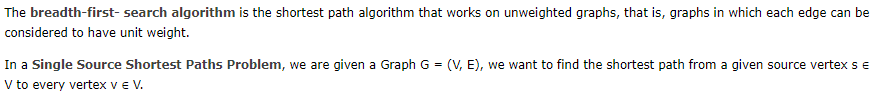 The breadth-first- search algorithm is the shortest path algorithm that works on unweighted graphs, that is, graphs in which each edge can be
considered to have unit weight.
In a Single Source Shortest Paths Problem, we are given a Graph G = (V, E), we want to find the shortest path from a given source vertex s ϵ
V to every vertex v ϵ V.